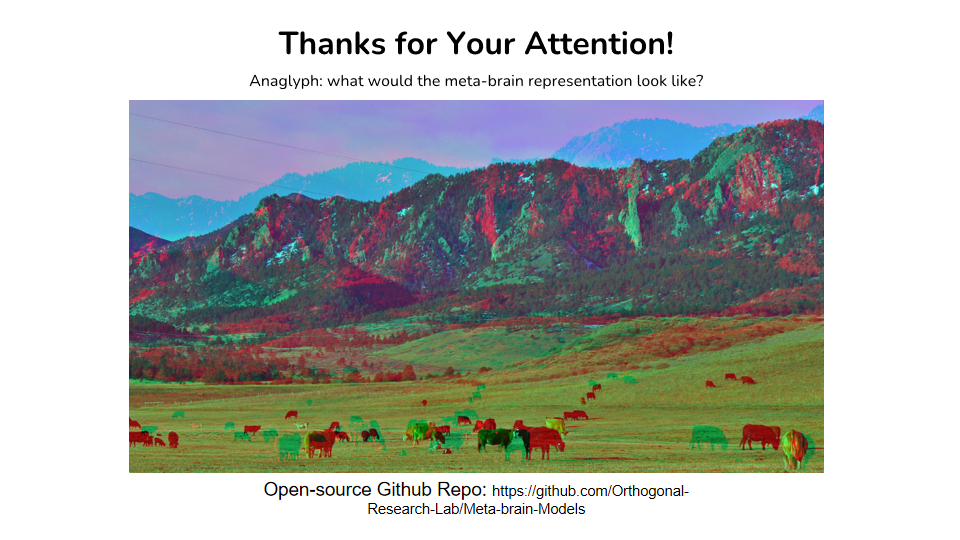 Thanks for Your Attention!
Anaglyph: what would the meta-brain representation look like?
Open-source Github Repo: https://github.com/Orthogonal-
Research-Lab/Meta-brain-Models